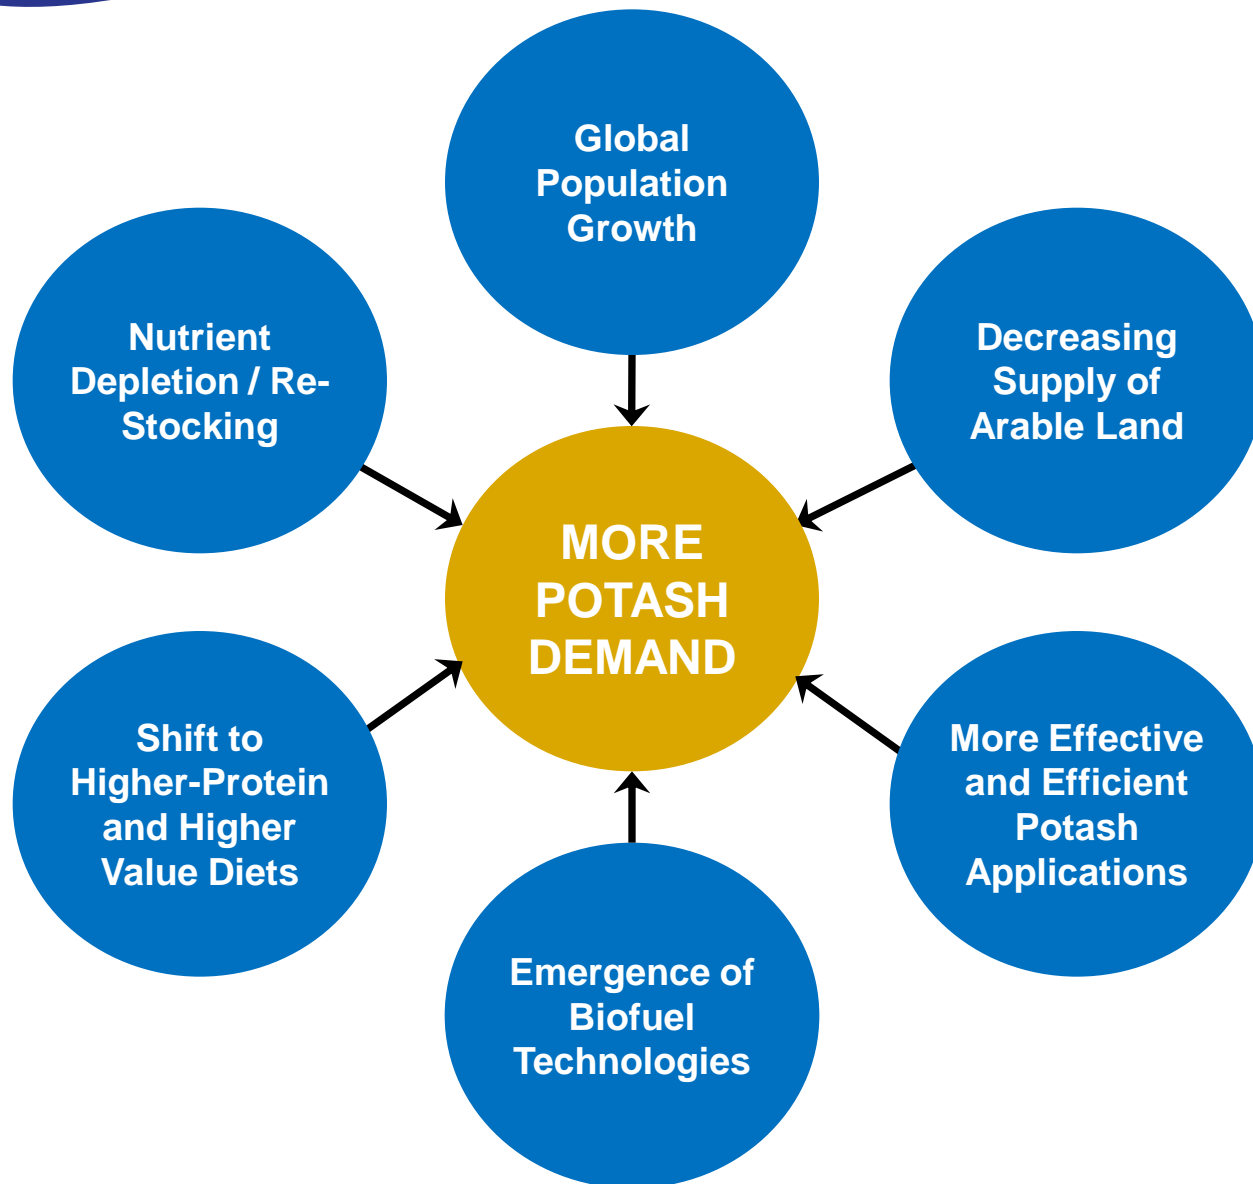 Global
Population
Growth
Nutrient
Depletion / Re-
Stocking
Decreasing
Supply of
Arable Land
MORE
POTASH
DEMAND
Shift to
Higher-Protein
and Higher
Value Diets
More Effective
and Efficient
Potash
Applications
Emergence of
Biofuel
Technologies